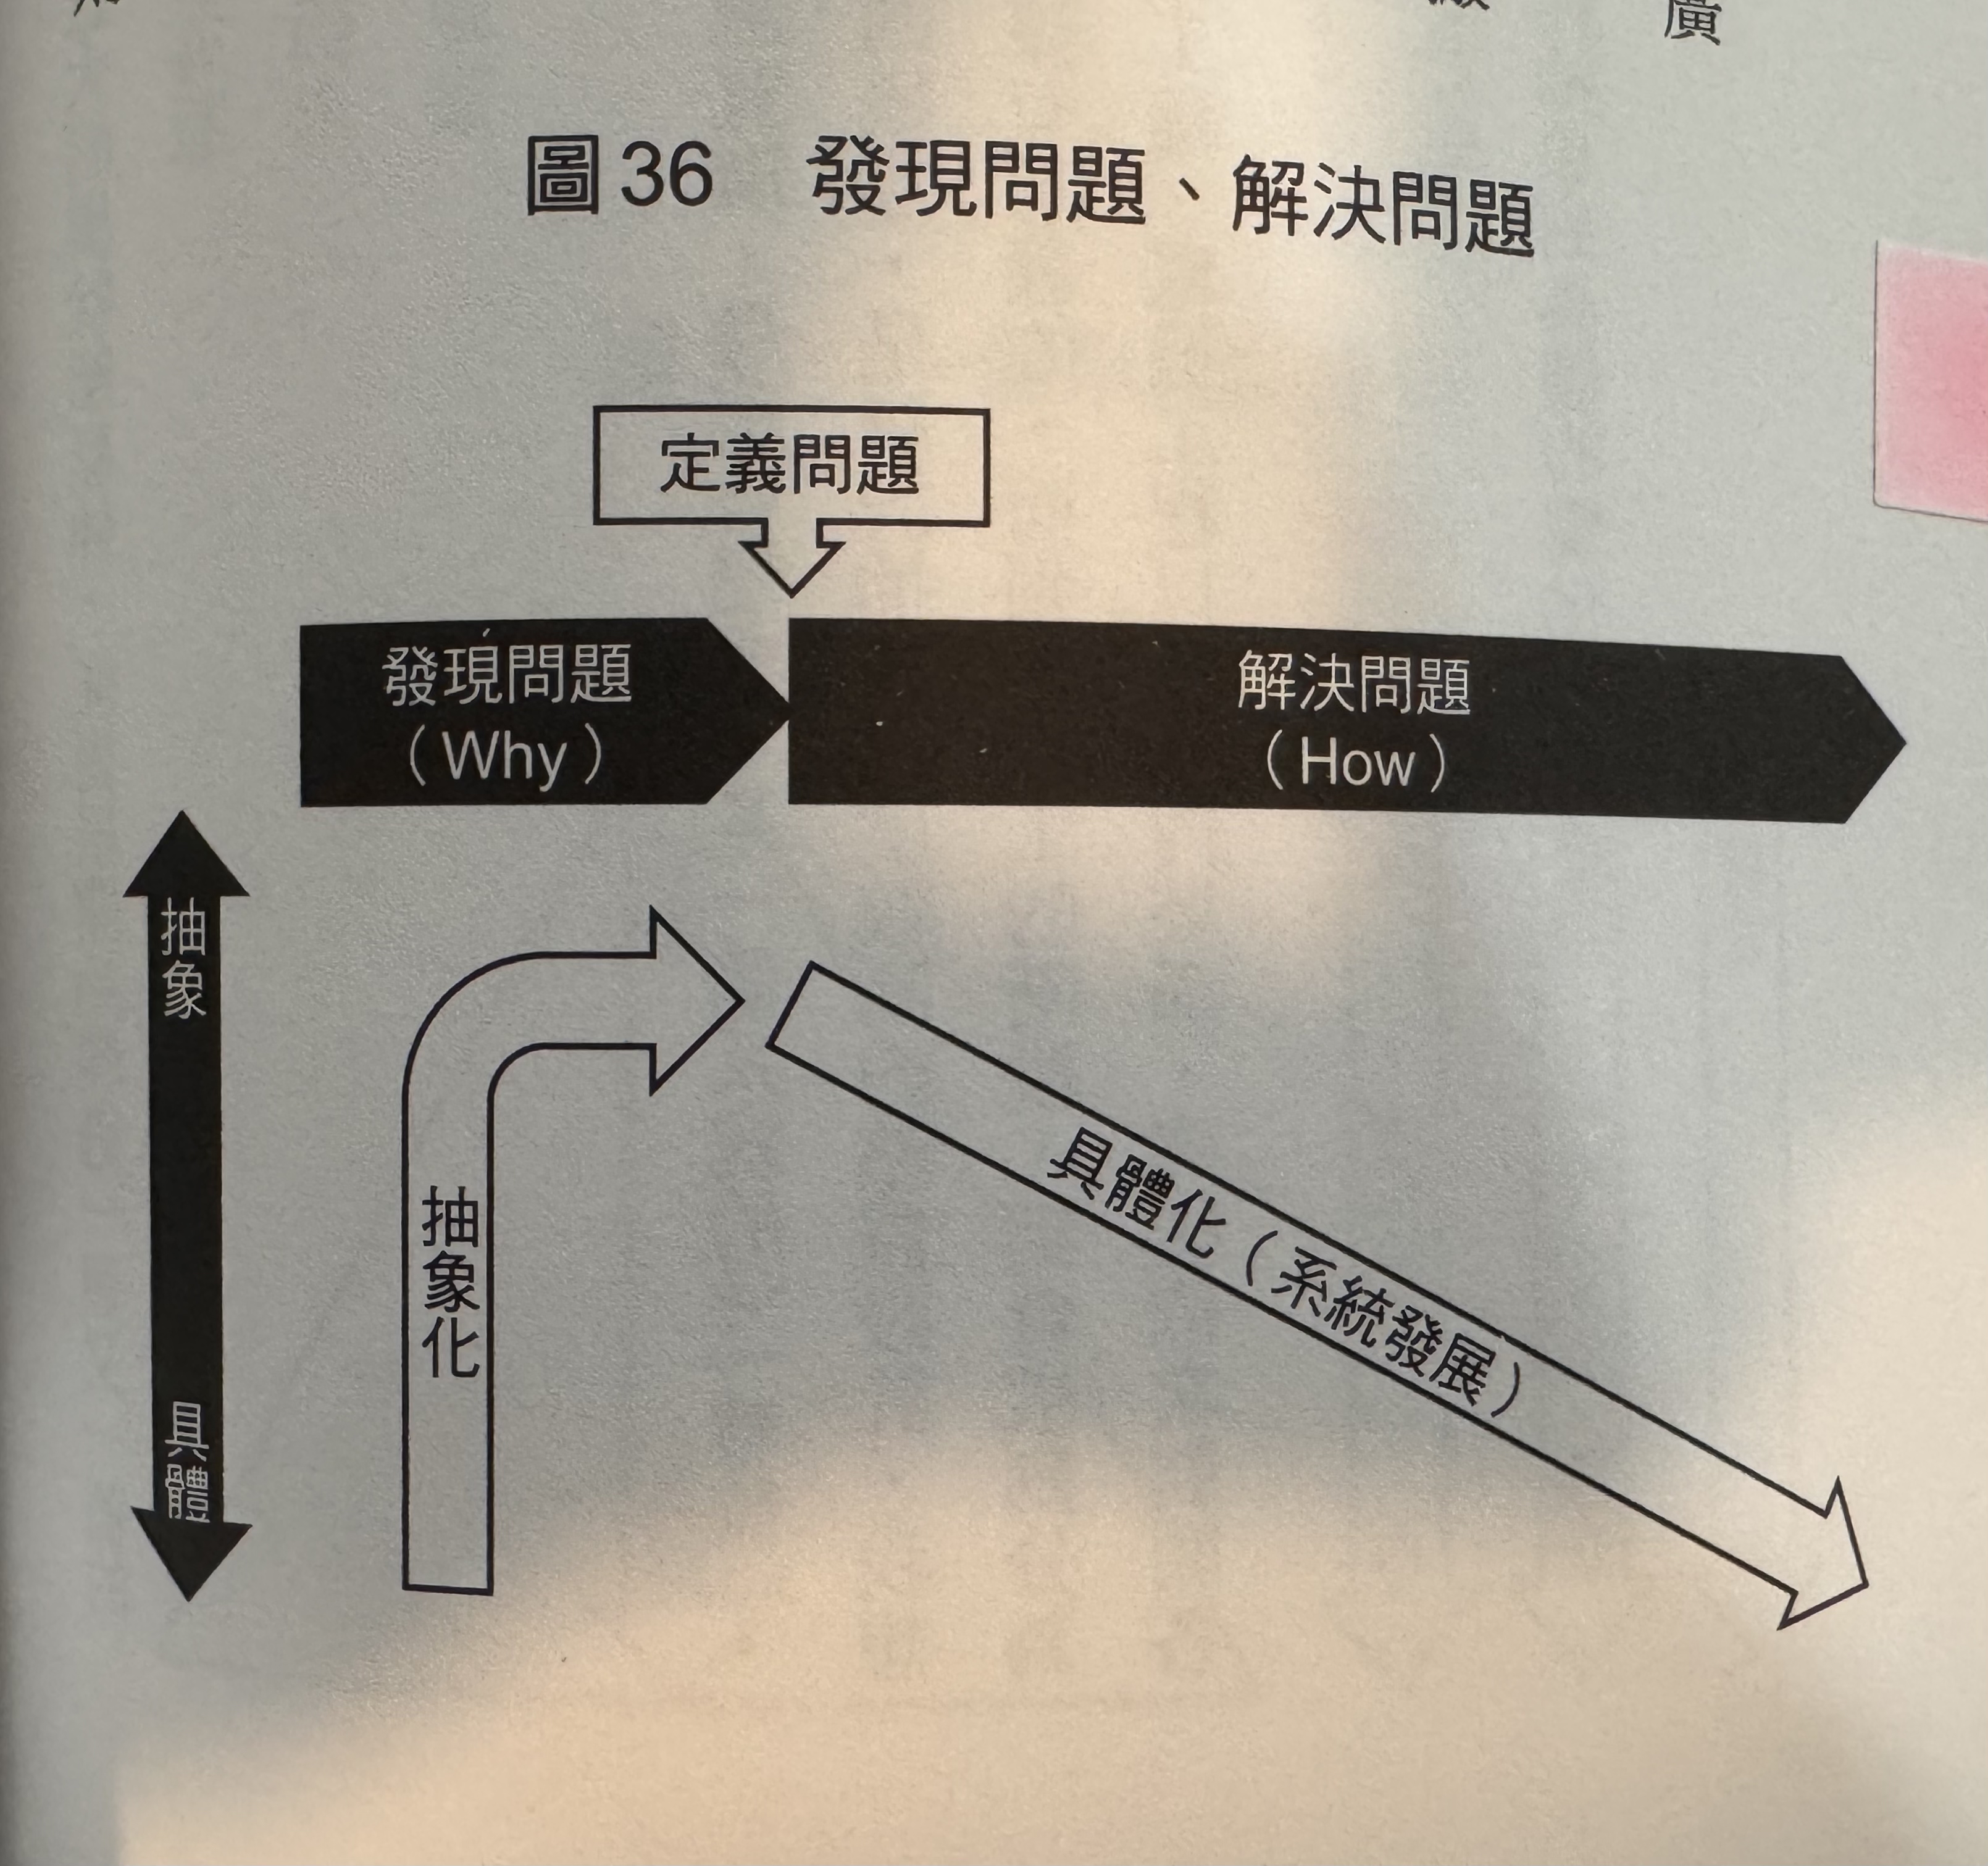 廣
圖36 發現問題、解決問題
定義問題
發現問題
（Why）
解決問題
（How）
抽象
具體
抽象化
具體化（系統發展）